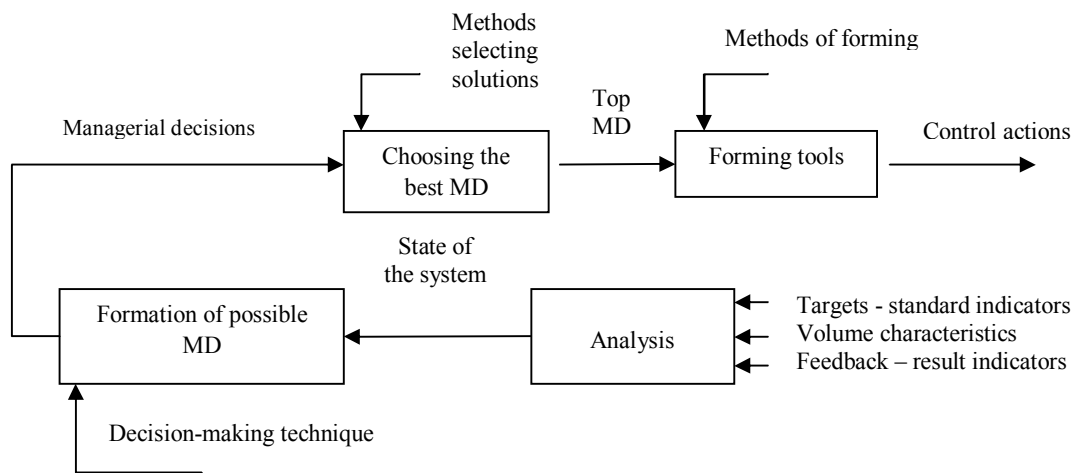 Methods
selecting
solutions
Methods of forming
Top
MD
Managerial decisions
Control actions
Choosing the
best MD
Forming tools
State of
the system
Formation of possible
MD
Analysis
Targets - standard indicators
Volume characteristics
Feedback – result indicators
Decision-making technique